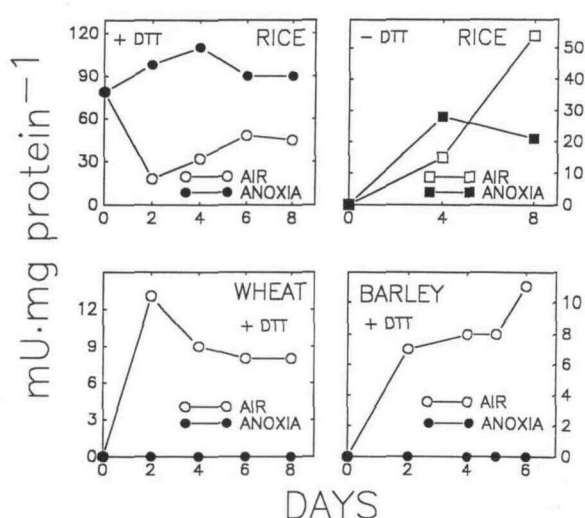 + DTT RICE
120
90
60
30
0
AIR
ANOXIA
0 2 4 6 8
- DTT RICE
50
40
30
20
10
0
AIR
ANOXIA
0 4 8
mU·mg protein−1
WHEAT
+ DTT
12
9
6
3
0
AIR
ANOXIA
0 2 4 6 8
BARLEY
+ DTT
10
8
6
4
2
0
AIR
ANOXIA
0 2 4 6
DAYS